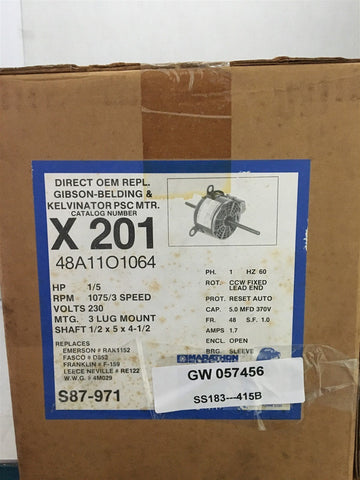 DIRECT OEM REPL.
GIBSON-BELDING &
KELVINATOR PSC MTR.
CATALOG NUMBER
X 201
48A11O1064
HP 1/5
RPM 1075/3 SPEED
VOLTS 230
MTG. 3 LUG MOUNT
SHAFT 1/2 x 5 x 4-1/2
REPLACES
EMERSON # RAK1152
FASCO # D552
FRANKLIN # F-159
LEECE NEVILLE # RE122
W.W.G. # 4M029
S87-971
PH. 1 HZ 60
ROT. CCW FIXED
LEAD END
PROT. RESET AUTO
CAP. 5.0 MFD 370V
FR. 48 S.F. 1.0
AMPS 1.7
ENCL OPEN
BRG. SLEEVE
MARATHON
GW 057456
SS183---415B